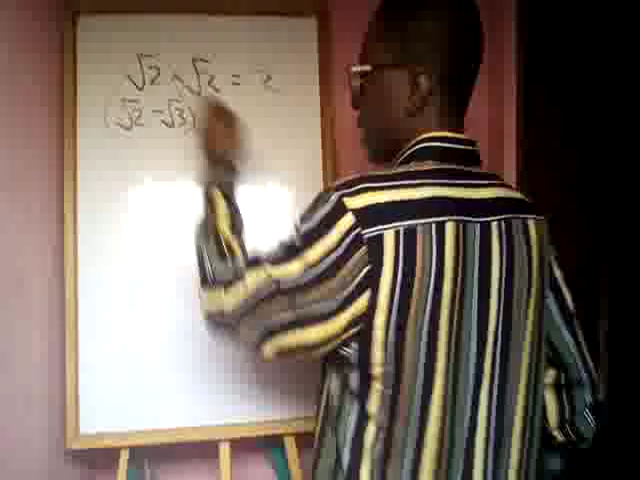 √2 × √2 = 2
(√2 - √3)